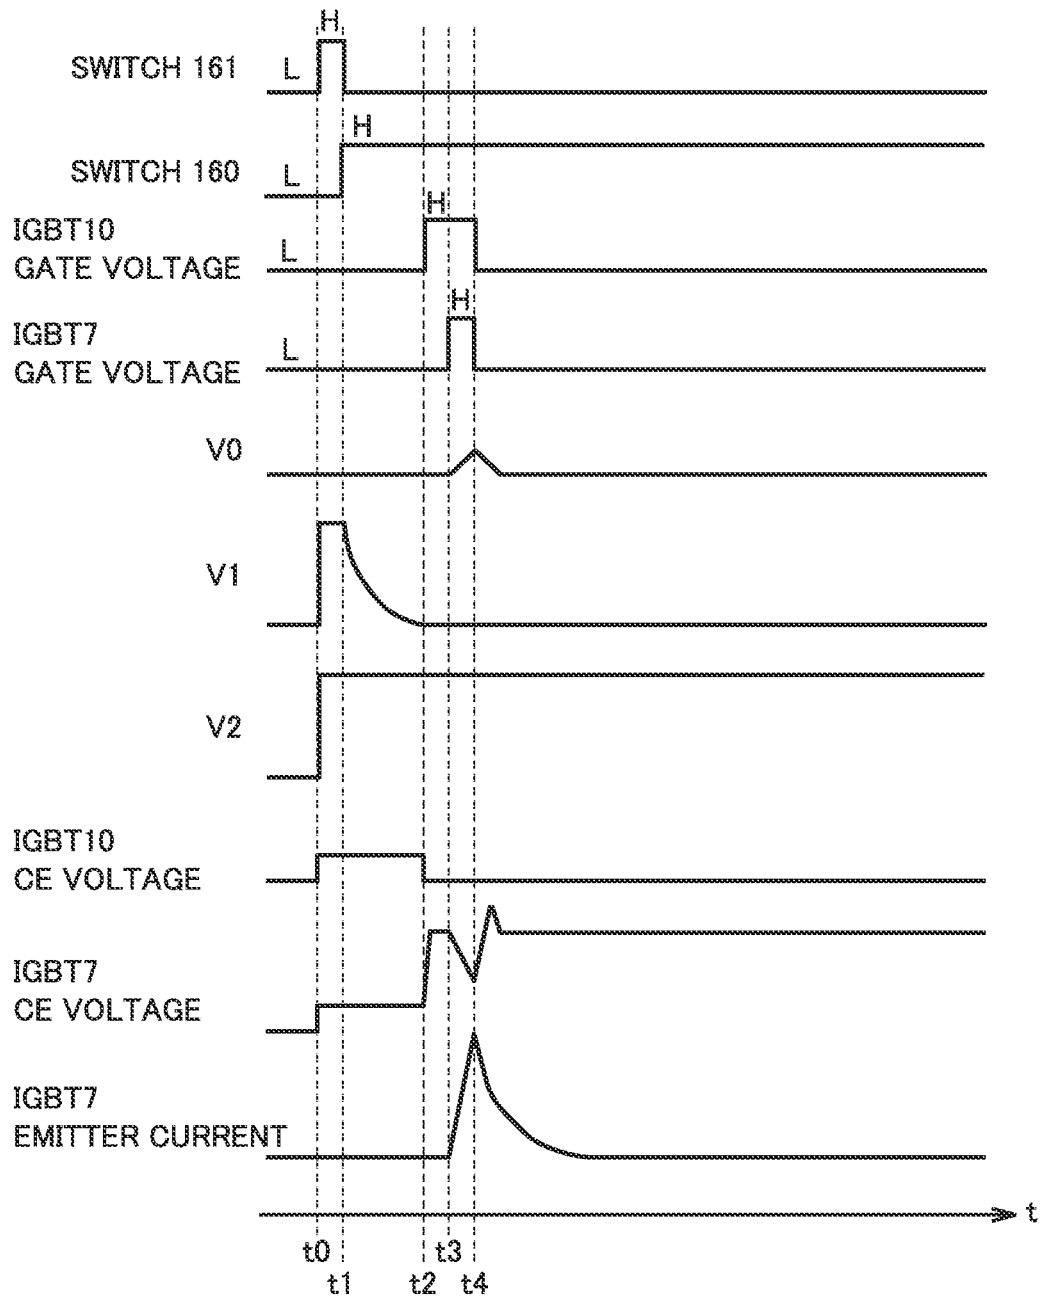 H
SWITCH 161 L
H
SWITCH 160 L
H
IGBT10
GATE VOLTAGE L
H
IGBT7
GATE VOLTAGE L
V0
V1
V2
IGBT10
CE VOLTAGE
IGBT7
CE VOLTAGE
IGBT7
EMITTER CURRENT
t
t0 t3
t1 t2 t4